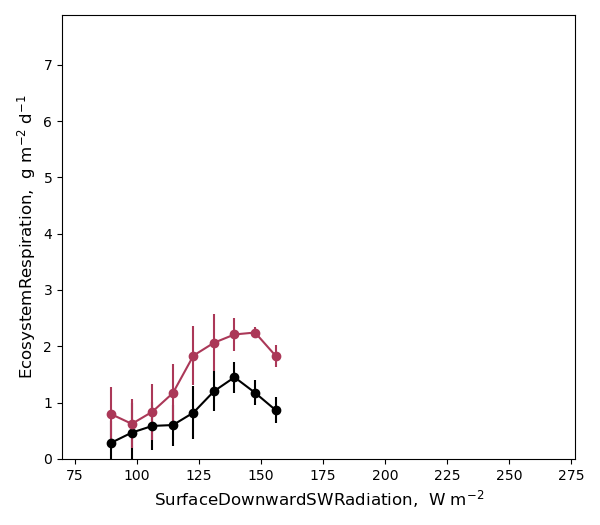 7
6
5
4
3
2
1
0
75 100 125 150 175 200 225 250 275
EcosystemRespiration, g m⁻² d⁻¹
SurfaceDownwardSWRadiation, W m⁻²